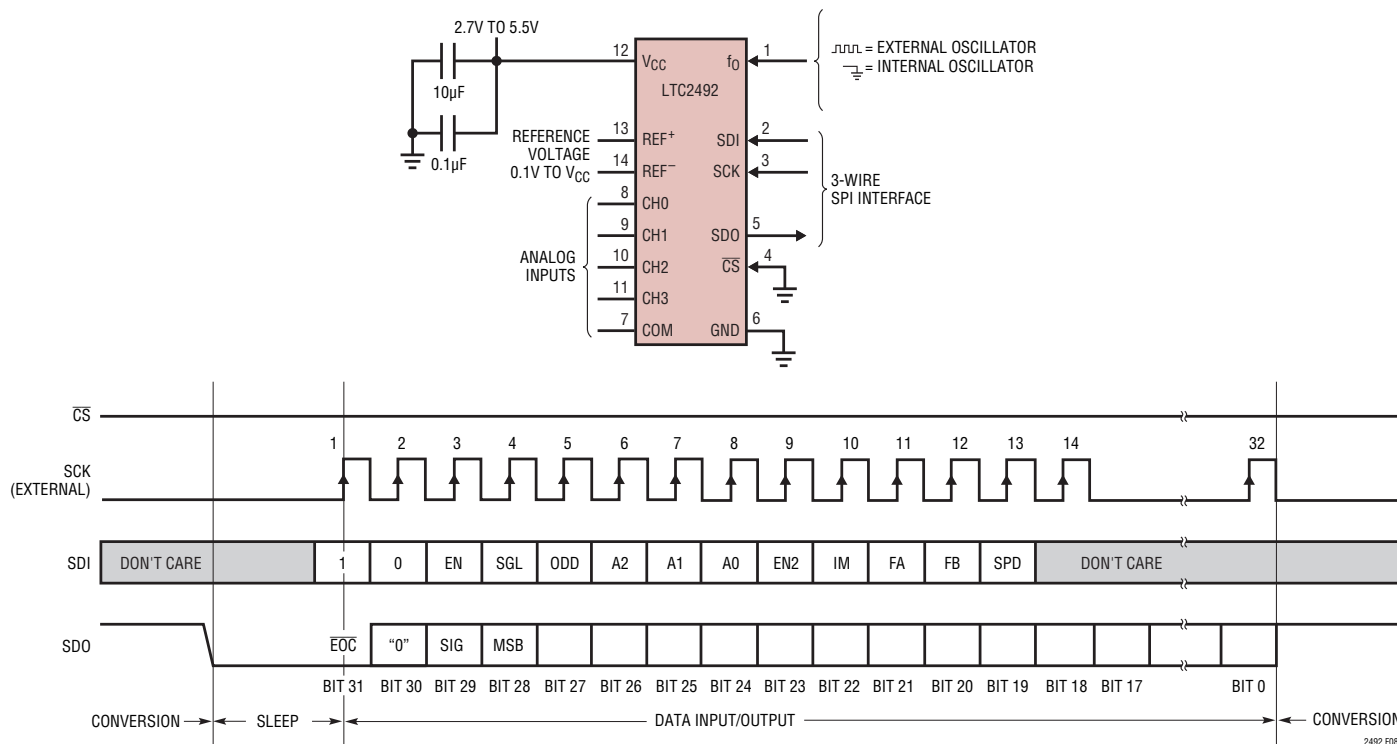 2.7V TO 5.5V
10µF
0.1µF
REFERENCE
VOLTAGE
0.1V TO VCC
ANALOG
INPUTS
12 VCC
13 REF+
14 REF−
8 CH0
9 CH1
10 CH2
11 CH3
7 COM
LTC2492
fO 1
SDI 2
SCK 3
SDO 5
CS 4
GND 6
= EXTERNAL OSCILLATOR
= INTERNAL OSCILLATOR
3-WIRE
SPI INTERFACE
CS
1 2 3 4 5 6 7 8 9 10 11 12 13 14 32
SCK
(EXTERNAL)
SDI DON'T CARE 1 0 EN SGL ODD A2 A1 A0 EN2 IM FA FB SPD DON'T CARE
SDO EOC “0” SIG MSB
BIT 31 BIT 30 BIT 29 BIT 28 BIT 27 BIT 26 BIT 25 BIT 24 BIT 23 BIT 22 BIT 21 BIT 20 BIT 19 BIT 18 BIT 17 BIT 0
CONVERSION SLEEP DATA INPUT/OUTPUT CONVERSION
2492 F08